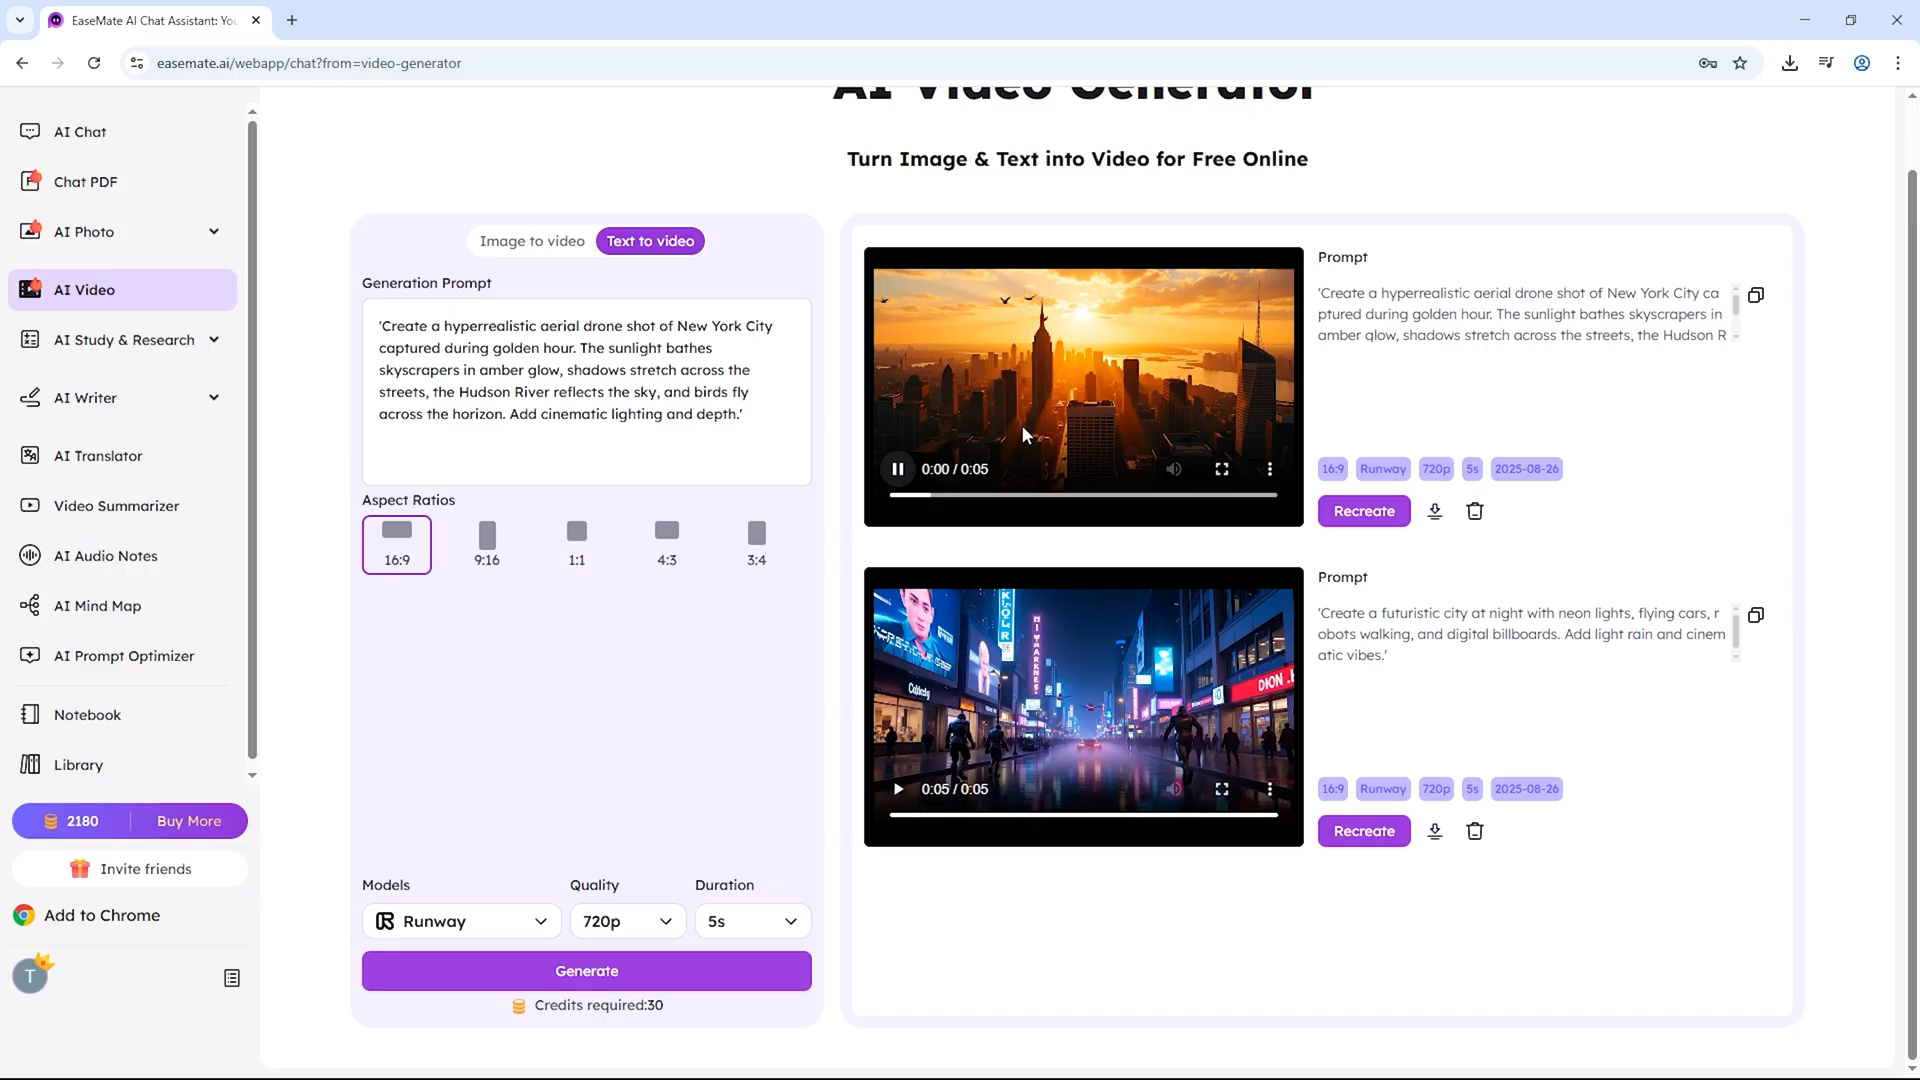 EaseMate AI Chat Assistant: You
easemate.ai/webapp/chat?from=video-generator
AI Chat
Chat PDF
AI Photo
AI Video
AI Study & Research
AI Writer
AI Translator
Video Summarizer
AI Audio Notes
AI Mind Map
AI Prompt Optimizer
Notebook
Library
2180
Buy More
Invite friends
Add to Chrome
T
AI Video Generator
Turn Image & Text into Video for Free Online
Image to video
Text to video
Generation Prompt
'Create a hyperrealistic aerial drone shot of New York City
captured during golden hour. The sunlight bathes
skyscrapers in amber glow, shadows stretch across the
streets, the Hudson River reflects the sky, and birds fly
across the horizon. Add cinematic lighting and depth.'
Aspect Ratios
16:9
9:16
1:1
4:3
3:4
Models
Quality
Duration
Runway
720p
5s
Generate
Credits required:30
0:00 / 0:05
Prompt
'Create a hyperrealistic aerial drone shot of New York City ca
ptured during golden hour. The sunlight bathes skyscrapers in
amber glow, shadows stretch across the streets, the Hudson R
16:9
Runway
720p
5s
2025-08-26
Recreate
DION
0:05 / 0:05
Prompt
'Create a futuristic city at night with neon lights, flying cars, r
obots walking, and digital billboards. Add light rain and cinem
atic vibes.'
16:9
Runway
720p
5s
2025-08-26
Recreate